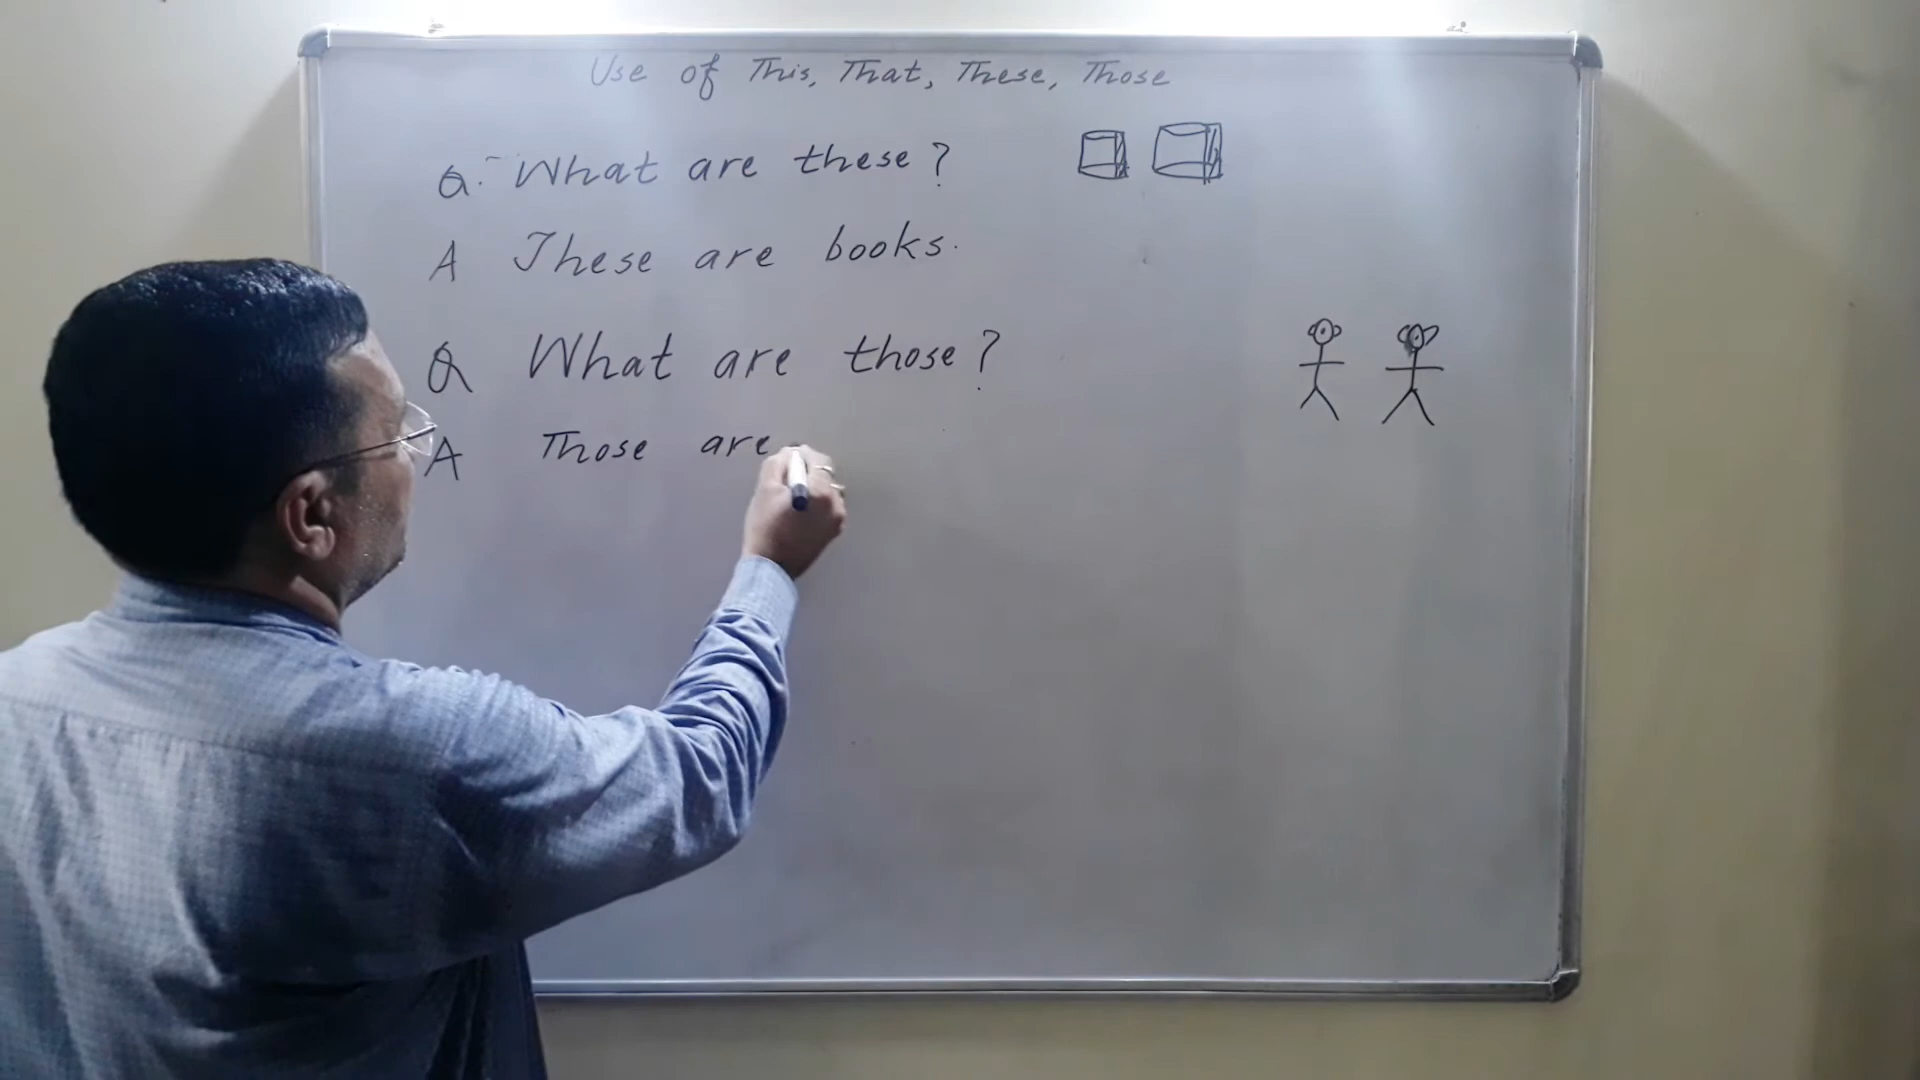 Use of This, That, These, Those
Q. What are these?
A These are books.
Q What are those?
A Those are